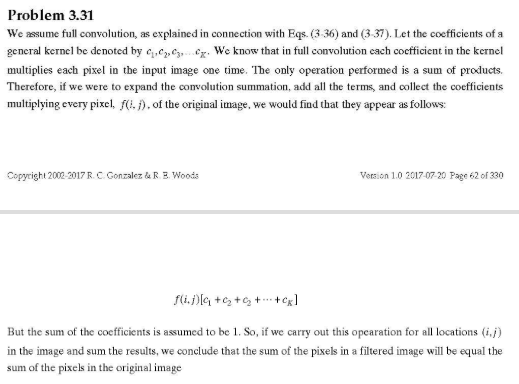 Problem 3.31
We assume full convolution, as explained in connection with Eqs. (3-36) and (3-37). Let the coefficients of a
general kernel be denoted by c₁,c₂,c₃,…c_K. We know that in full convolution each coefficient in the kernel
multiplies each pixel in the input image one time. The only operation performed is a sum of products.
Therefore, if we were to expand the convolution summation, add all the terms, and collect the coefficients
multiplying every pixel, f(i, j), of the original image, we would find that they appear as follows:
Copyright 2002-2017 R. C. Gonzalez & R. E. Woods Version 1.0 2017-07-20 Page 62 of 330
f(i,j)[c₁ + c₂ + c₂ + ⋯ + c_K]
But the sum of the coefficients is assumed to be 1. So, if we carry out this opearation for all locations (i,j)
in the image and sum the results, we conclude that the sum of the pixels in a filtered image will be equal the
sum of the pixels in the original image